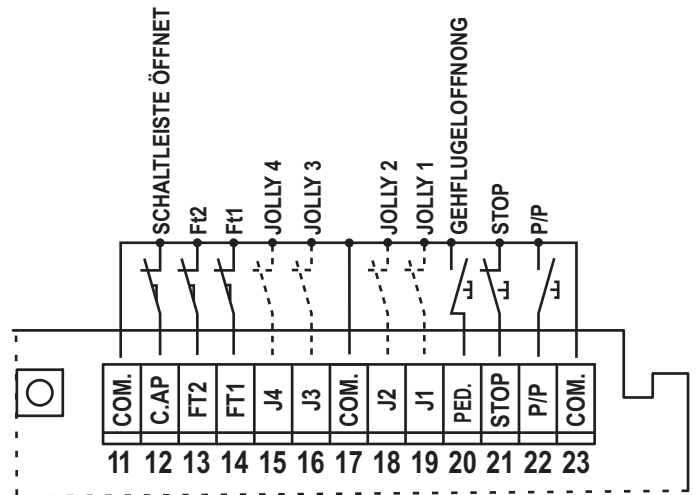 SCHALTLEISTE ÖFFNET
Ft2
Ft1
JOLLY 4
JOLLY 3
JOLLY 2
JOLLY 1
GEHFLUGELOFFNONG
STOP
P/P
COM.
C.AP
FT2
FT1
J4
J3
COM.
J2
J1
PED.
STOP
P/P
COM.
11 12 13 14 15 16 17 18 19 20 21 22 23